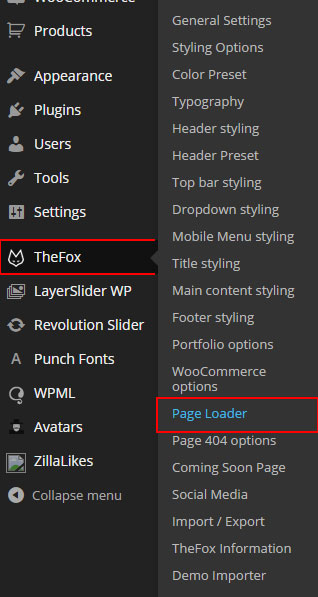 WooCommerce
Products
Appearance
Plugins
Users
Tools
Settings
TheFox
LayerSlider WP
Revolution Slider
Punch Fonts
WPML
Avatars
ZillaLikes
Collapse menu
General Settings
Styling Options
Color Preset
Typography
Header styling
Header Preset
Top bar styling
Dropdown styling
Mobile Menu styling
Title styling
Main content styling
Footer styling
Portfolio options
WooCommerce
options
Page Loader
Page 404 options
Coming Soon Page
Social Media
Import / Export
TheFox Information
Demo Importer